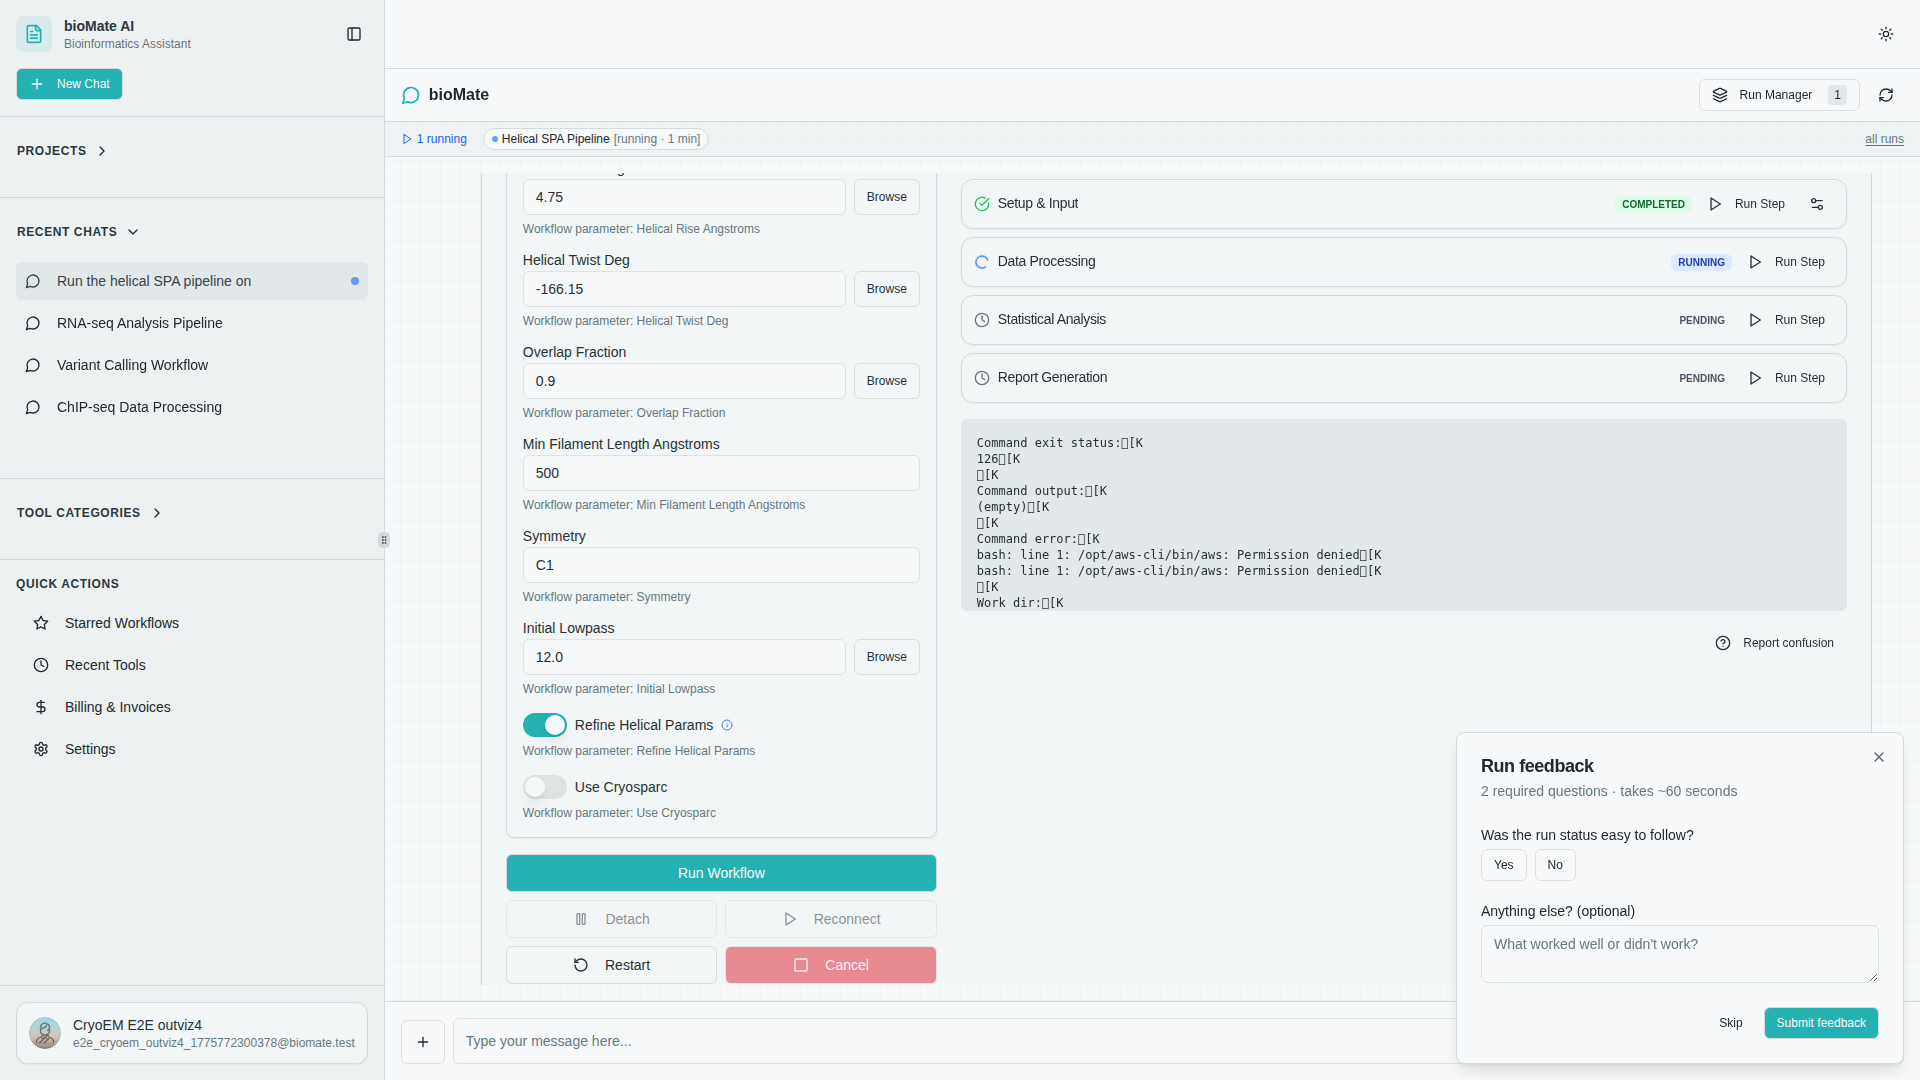 bioMate AI
Bioinformatics Assistant
New Chat
PROJECTS
RECENT CHATS
Run the helical SPA pipeline on
RNA-seq Analysis Pipeline
Variant Calling Workflow
ChIP-seq Data Processing
TOOL CATEGORIES
QUICK ACTIONS
Starred Workflows
Recent Tools
Billing & Invoices
Settings
CryoEM E2E outviz4
e2e_cryoem_outviz4_1775772300378@biomate.test
bioMate
Run Manager 1
1 running
Helical SPA Pipeline [running · 1 min]
all runs
4.75
Browse
Workflow parameter: Helical Rise Angstroms
Helical Twist Deg
-166.15
Browse
Workflow parameter: Helical Twist Deg
Overlap Fraction
0.9
Browse
Workflow parameter: Overlap Fraction
Min Filament Length Angstroms
500
Workflow parameter: Min Filament Length Angstroms
Symmetry
C1
Workflow parameter: Symmetry
Initial Lowpass
12.0
Browse
Workflow parameter: Initial Lowpass
Refine Helical Params
Workflow parameter: Refine Helical Params
Use Cryosparc
Workflow parameter: Use Cryosparc
Run Workflow
Detach
Reconnect
Restart
Cancel
Setup & Input
COMPLETED
Run Step
Data Processing
RUNNING
Run Step
Statistical Analysis
PENDING
Run Step
Report Generation
PENDING
Run Step
Command exit status:□[K
126□[K
□[K
Command output:□[K
(empty)□[K
□[K
Command error:□[K
bash: line 1: /opt/aws-cli/bin/aws: Permission denied□[K
bash: line 1: /opt/aws-cli/bin/aws: Permission denied□[K
□[K
Work dir:□[K
Report confusion
Run feedback
2 required questions · takes ~60 seconds
Was the run status easy to follow?
Yes
No
Anything else? (optional)
What worked well or didn't work?
Skip
Submit feedback
Type your message here...